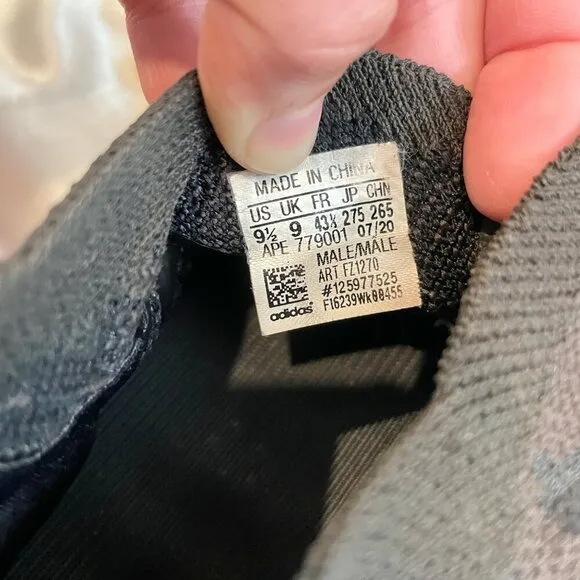 MADE IN CHINA
US UK FR JP CHN
9½ 9 43⅓ 275 265
APE 779001 07/20
MALE/MALE
ART FZ1270
#125977525
adidas F16239Wk00455